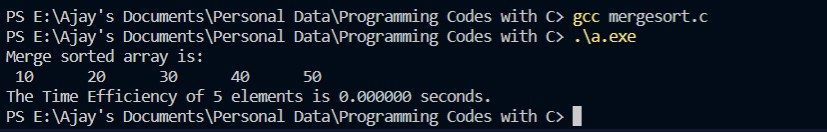 PS E:\Ajay's Documents\Personal Data\Programming Codes with C> gcc mergesort.c
PS E:\Ajay's Documents\Personal Data\Programming Codes with C> .\a.exe
Merge sorted array is:
 10      20      30      40      50
The Time Efficiency of 5 elements is 0.000000 seconds.
PS E:\Ajay's Documents\Personal Data\Programming Codes with C>